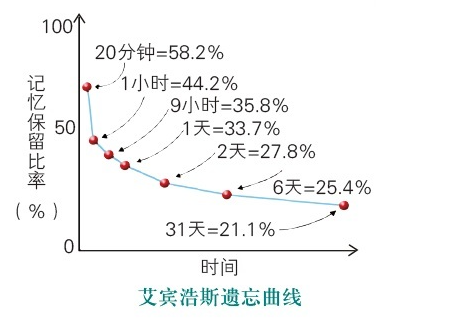 100
20分钟=58.2%
1小时=44.2%
9小时=35.8%
1天=33.7%
2天=27.8%
6天=25.4%
31天=21.1%
50
0
记忆保留比率
(%)
时间
艾宾浩斯遗忘曲线